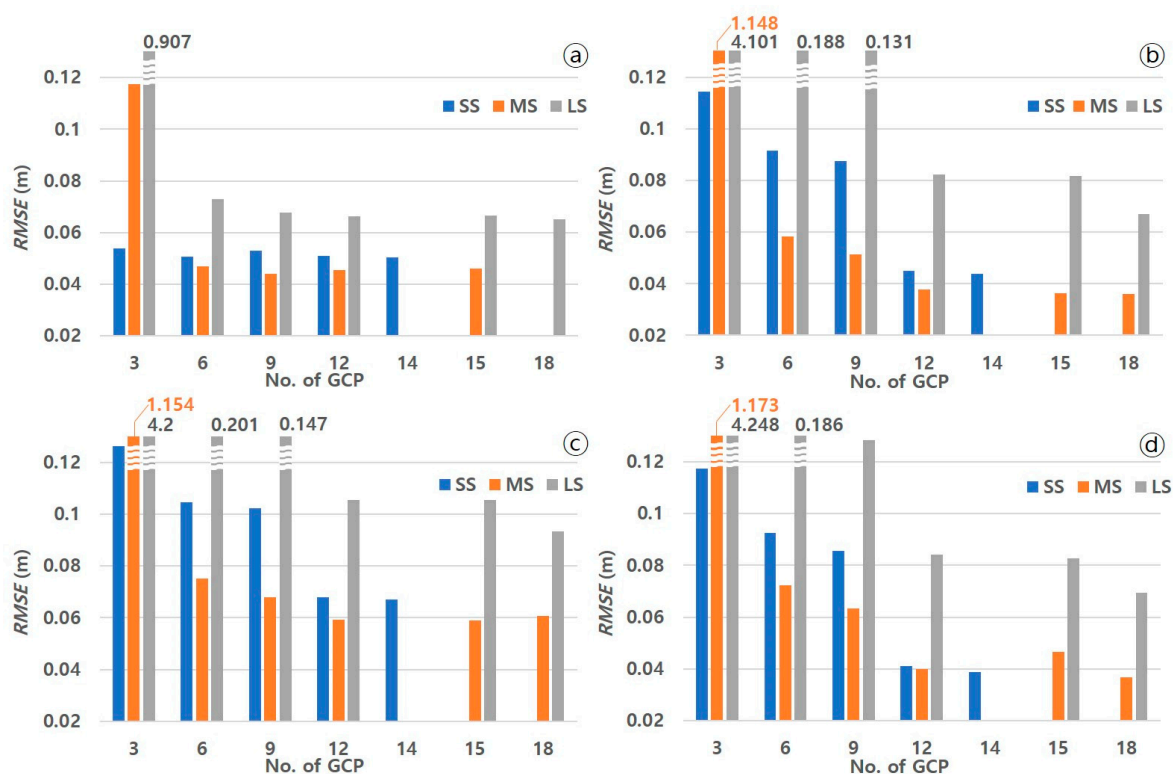 0.907
ⓐ
0.12
SS MS LS
0.1
0.08
RMSE (m)
0.06
0.04
0.02
3 6 9 12 14 15 18
No. of GCP
1.148
4.101 0.188 0.131
ⓑ
0.12
SS MS LS
0.1
0.08
RMSE (m)
0.06
0.04
0.02
3 6 9 12 14 15 18
No. of GCP
1.154
4.2 0.201 0.147
ⓒ
0.12
SS MS LS
0.1
0.08
RMSE (m)
0.06
0.04
0.02
3 6 9 12 14 15 18
No. of GCP
1.173
4.248 0.186
ⓓ
0.12
SS MS LS
0.1
0.08
RMSE (m)
0.06
0.04
0.02
3 6 9 12 14 15 18
No. of GCP